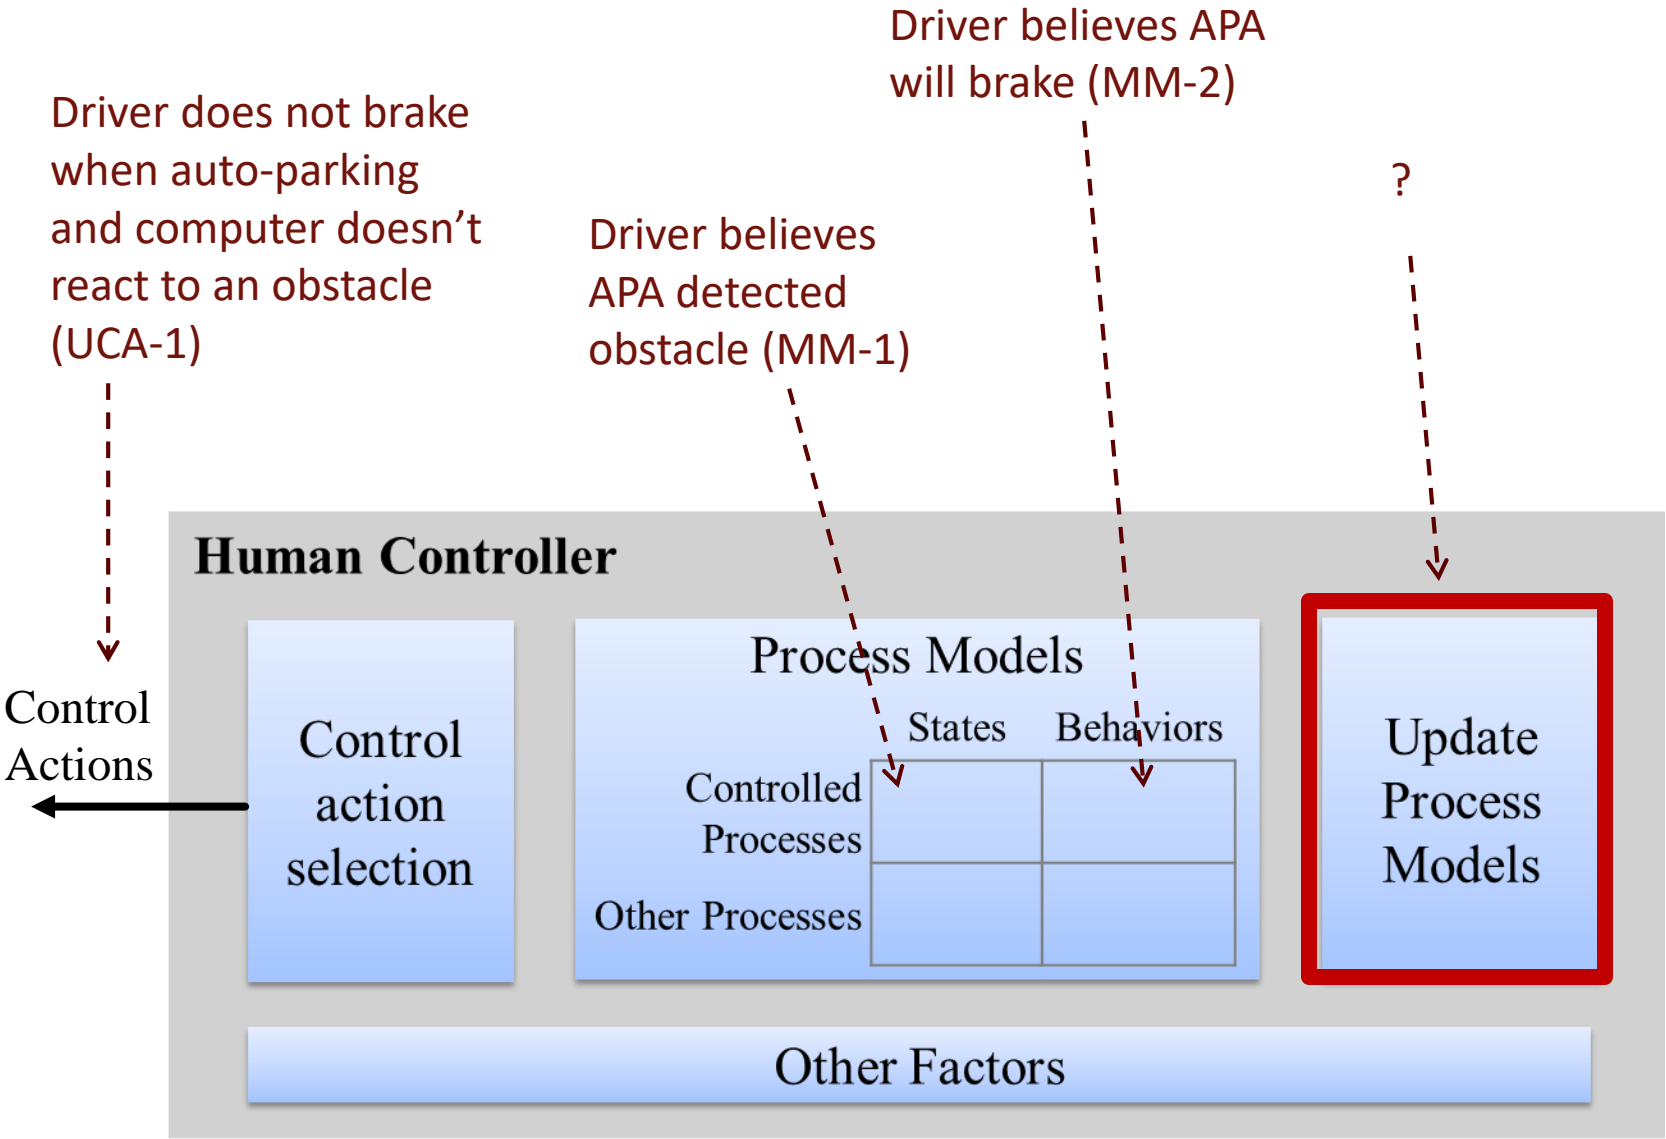 Driver believes APA
will brake (MM-2)
Driver does not brake
when auto-parking
and computer doesn’t
react to an obstacle
(UCA-1)
Driver believes
APA detected
obstacle (MM-1)
?
Human Controller
Control
Actions
Control
action
selection
Process Models
States Behaviors
Controlled
Processes
Other Processes
Update
Process
Models
Other Factors